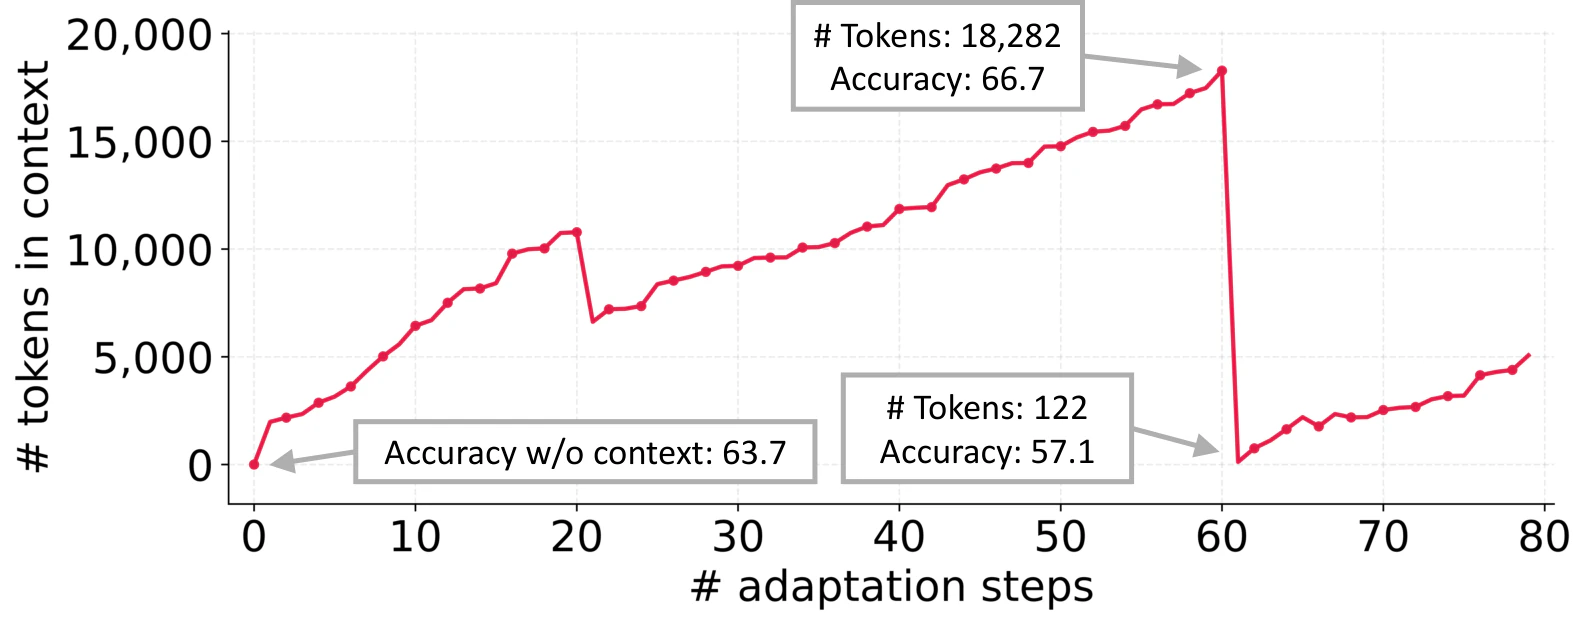 # tokens in context
20,000
15,000
10,000
5,000
0
# Tokens: 18,282
Accuracy: 66.7
Accuracy w/o context: 63.7
# Tokens: 122
Accuracy: 57.1
0 10 20 30 40 50 60 70 80
# adaptation steps